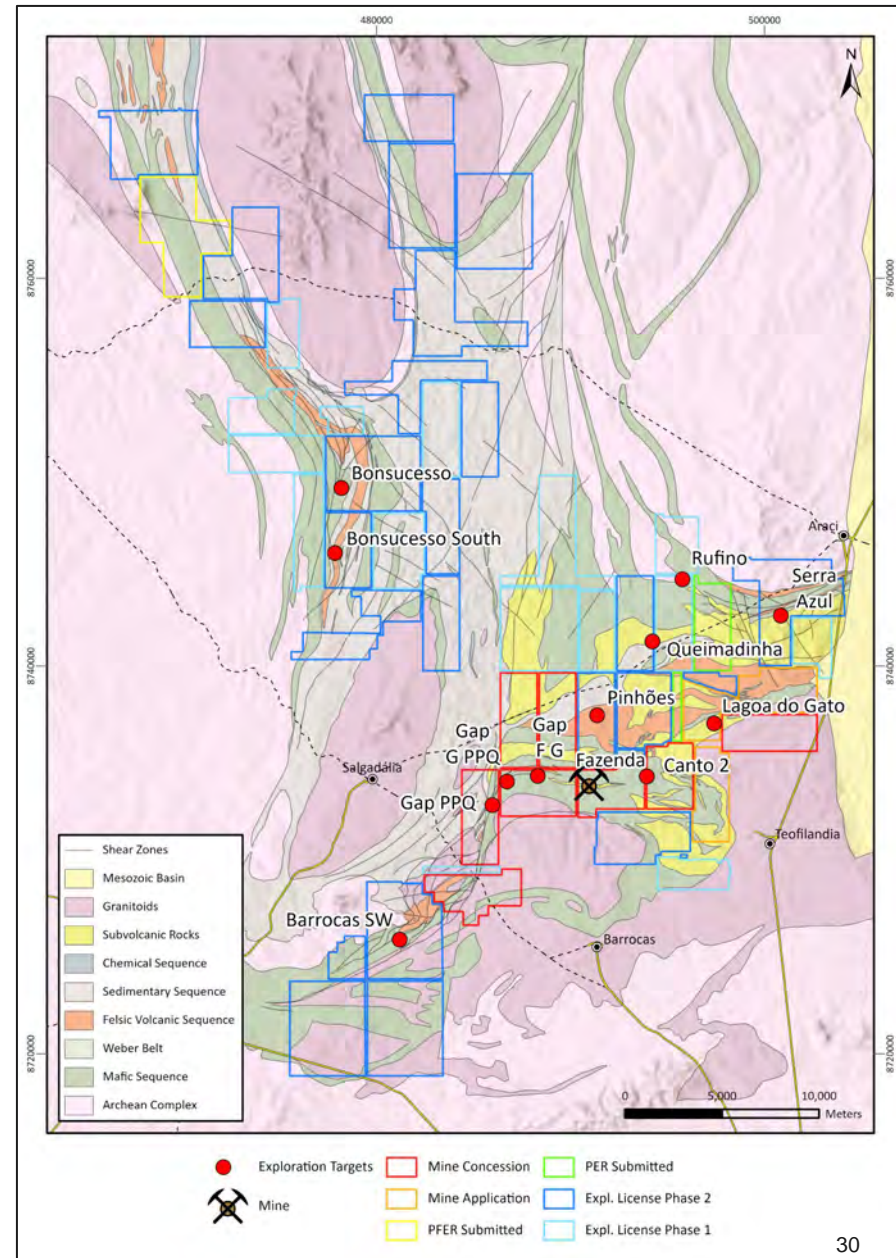 480000
500000
N
8760000
8760000
Bonsucesso
Bonsucesso South
Araçi
Rufino
Serra
Azul
8740000
8740000
Queimadinha
Pinhões
Lagoa do Gato
Gap
G PPQ
Gap
F G
Fazenda
Canto 2
Salgadália
Gap PPQ
Teofilandia
Barrocas SW
Barrocas
8720000
8720000
Shear Zones
Mesozoic Basin
Granitoids
Subvolcanic Rocks
Chemical Sequence
Sedimentary Sequence
Felsic Volcanic Sequence
Weber Belt
Mafic Sequence
Archean Complex
0 5,000 10,000
Meters
Exploration Targets
Mine Concession
PER Submitted
Mine
Mine Application
Expl. License Phase 2
PFER Submitted
Expl. License Phase 1
30